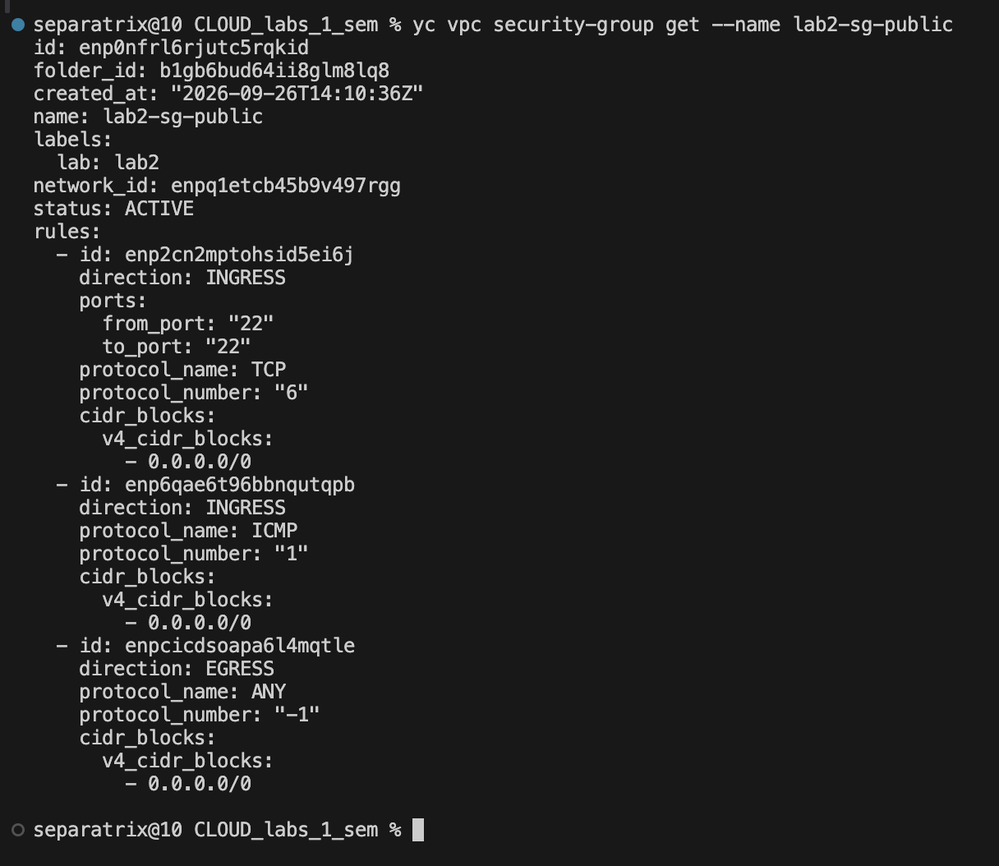 separatrix@10 CLOUD_labs_1_sem % yc vpc security-group get --name lab2-sg-public
id: enp0nfrl6rjutc5rqkid
folder_id: b1gb6bud64ii8glm8lq8
created_at: "2026-09-26T14:10:36Z"
name: lab2-sg-public
labels:
  lab: lab2
network_id: enpq1etcb45b9v497rgg
status: ACTIVE
rules:
  - id: enp2cn2mptohsid5ei6j
    direction: INGRESS
    ports:
      from_port: "22"
      to_port: "22"
    protocol_name: TCP
    protocol_number: "6"
    cidr_blocks:
      v4_cidr_blocks:
        - 0.0.0.0/0
  - id: enp6qae6t96bbnqutqpb
    direction: INGRESS
    protocol_name: ICMP
    protocol_number: "1"
    cidr_blocks:
      v4_cidr_blocks:
        - 0.0.0.0/0
  - id: enpcicdsoapa6l4mqtle
    direction: EGRESS
    protocol_name: ANY
    protocol_number: "-1"
    cidr_blocks:
      v4_cidr_blocks:
        - 0.0.0.0/0
separatrix@10 CLOUD_labs_1_sem %